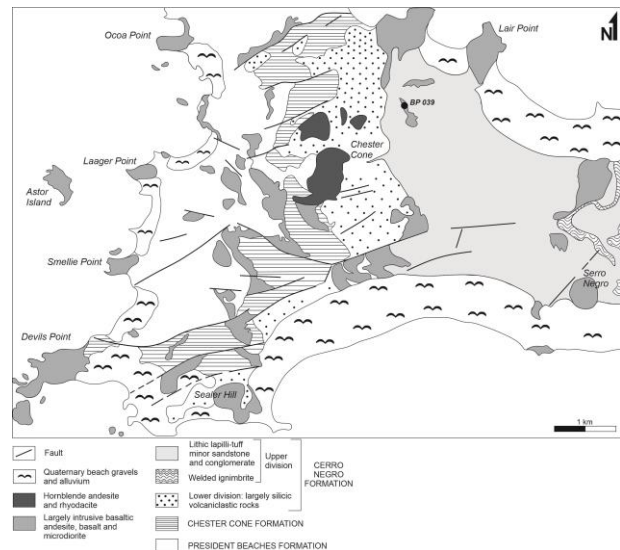 Ocoa Point
Lair Point
N
BP 039
Chester
Cone
Laager Point
Astor
Island
Smellie Point
Serro
Negro
Devils Point
Sealer Hill
1 km
Fault
Quaternary beach gravels
and alluvium
Hornblende andesite
and rhyodacite
Largely intrusive basaltic
andesite, basalt and
microdiorite
Lithic lapilli-tuff
minor sandstone
and conglomerate
Upper
division
Welded ignimbrite
Lower division: largely silicic
volcaniclastic rocks
CERRO
NEGRO
FORMATION
CHESTER CONE FORMATION
PRESIDENT BEACHES FORMATION